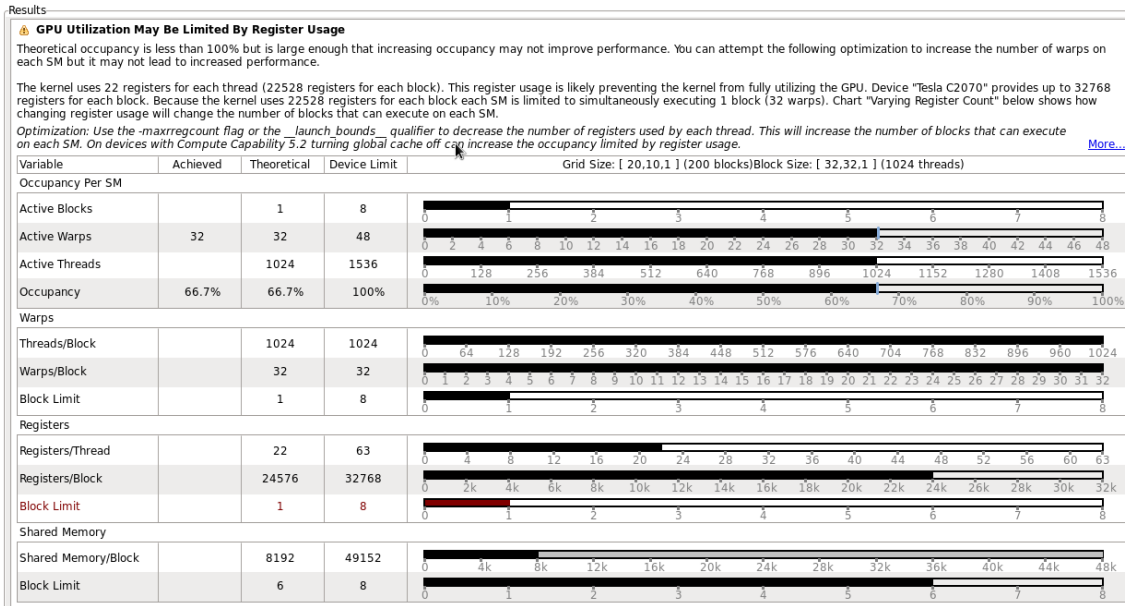 Results
GPU Utilization May Be Limited By Register Usage
Theoretical occupancy is less than 100% but is large enough that increasing occupancy may not improve performance. You can attempt the following optimization to increase the number of warps on
each SM but it may not lead to increased performance.
The kernel uses 22 registers for each thread (22528 registers for each block). This register usage is likely preventing the kernel from fully utilizing the GPU. Device "Tesla C2070" provides up to 32768
registers for each block. Because the kernel uses 22528 registers for each block each SM is limited to simultaneously executing 1 block (32 warps). Chart "Varying Register Count" below shows how
changing register usage will change the number of blocks that can execute on each SM.
Optimization: Use the -maxrregcount flag or the __launch_bounds__ qualifier to decrease the number of registers used by each thread. This will increase the number of blocks that can execute
on each SM. On devices with Compute Capability 5.2 turning global cache off can increase the occupancy limited by register usage. More...
Variable Achieved Theoretical Device Limit Grid Size: [ 20,10,1 ] (200 blocks)Block Size: [ 32,32,1 ] (1024 threads)
Occupancy Per SM
Active Blocks 1 8
0 1 2 3 4 5 6 7 8
Active Warps 32 32 48
0 2 4 6 8 10 12 14 16 18 20 22 24 26 28 30 32 34 36 38 40 42 44 46 48
Active Threads 1024 1536
0 128 256 384 512 640 768 896 1024 1152 1280 1408 1536
Occupancy 66.7% 66.7% 100%
0% 10% 20% 30% 40% 50% 60% 70% 80% 90% 100%
Warps
Threads/Block 1024 1024
0 64 128 192 256 320 384 448 512 576 640 704 768 832 896 960 1024
Warps/Block 32 32
0 1 2 3 4 5 6 7 8 9 10 11 12 13 14 15 16 17 18 19 20 21 22 23 24 25 26 27 28 29 30 31 32
Block Limit 1 8
0 1 2 3 4 5 6 7 8
Registers
Registers/Thread 22 63
0 4 8 12 16 20 24 28 32 36 40 44 48 52 56 60 63
Registers/Block 24576 32768
0 2k 4k 6k 8k 10k 12k 14k 16k 18k 20k 22k 24k 26k 28k 30k 32k
Block Limit 1 8
0 1 2 3 4 5 6 7 8
Shared Memory
Shared Memory/Block 8192 49152
0 4k 8k 12k 16k 20k 24k 28k 32k 36k 40k 44k 48k
Block Limit 6 8
0 1 2 3 4 5 6 7 8